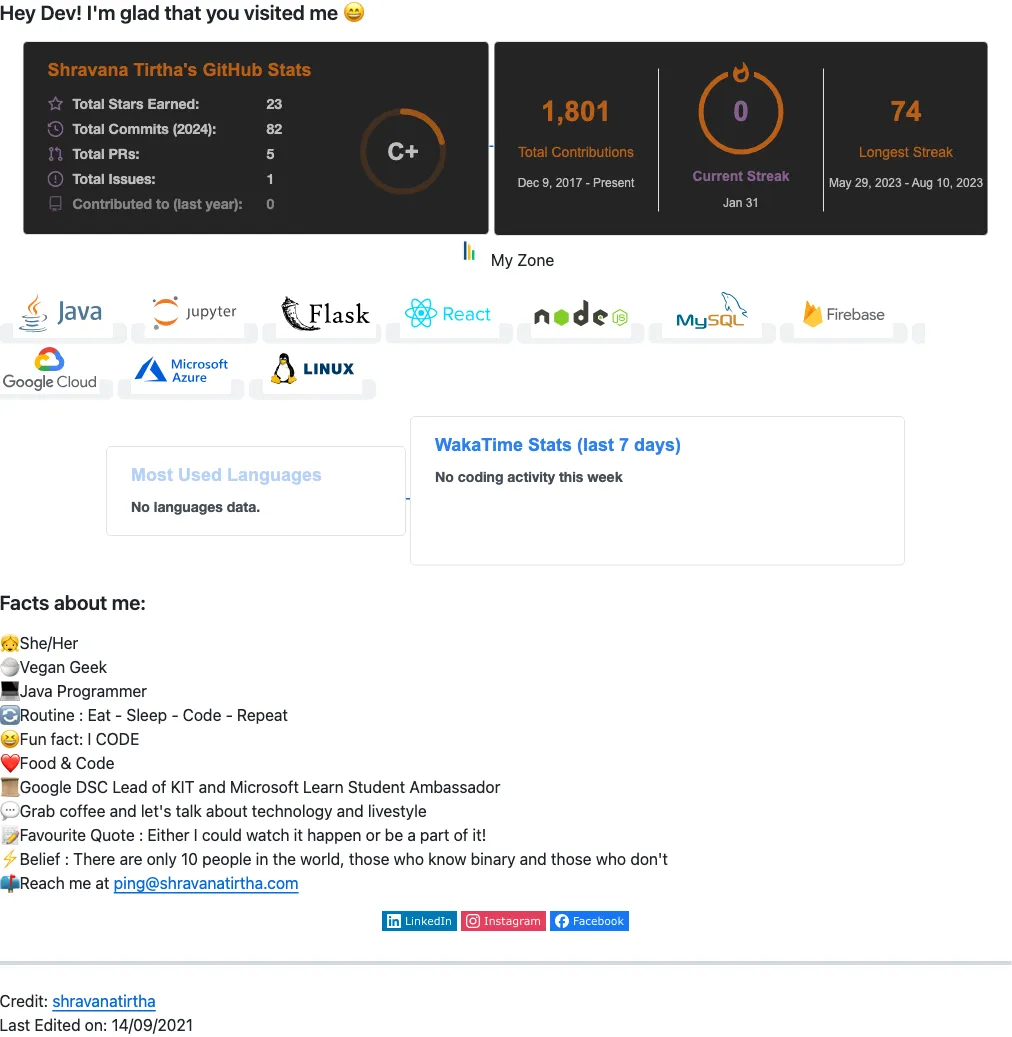 Hey Dev! I'm glad that you visited me 😄
Shravana Tirtha's GitHub Stats
Total Stars Earned: 23
Total Commits (2024): 82
Total PRs: 5
Total Issues: 1
Contributed to (last year): 0
C+
1,801
Total Contributions
Dec 9, 2017 - Present
0
Current Streak
Jan 31
74
Longest Streak
May 29, 2023 - Aug 10, 2023
My Zone
Java
jupyter
Flask
React
node JS
MySQL
Firebase
Google Cloud
Microsoft Azure
LINUX
Most Used Languages
No languages data.
WakaTime Stats (last 7 days)
No coding activity this week
Facts about me:
👧She/Her
🍚Vegan Geek
💻Java Programmer
🔄Routine : Eat - Sleep - Code - Repeat
😆Fun fact: I CODE
❤️Food & Code
📜Google DSC Lead of KIT and Microsoft Learn Student Ambassador
💬Grab coffee and let's talk about technology and livestyle
📝Favourite Quote : Either I could watch it happen or be a part of it!
⚡Belief : There are only 10 people in the world, those who know binary and those who don't
📫Reach me at ping@shravanatirtha.com
LinkedIn
Instagram
Facebook
Credit: shravanatirtha
Last Edited on: 14/09/2021